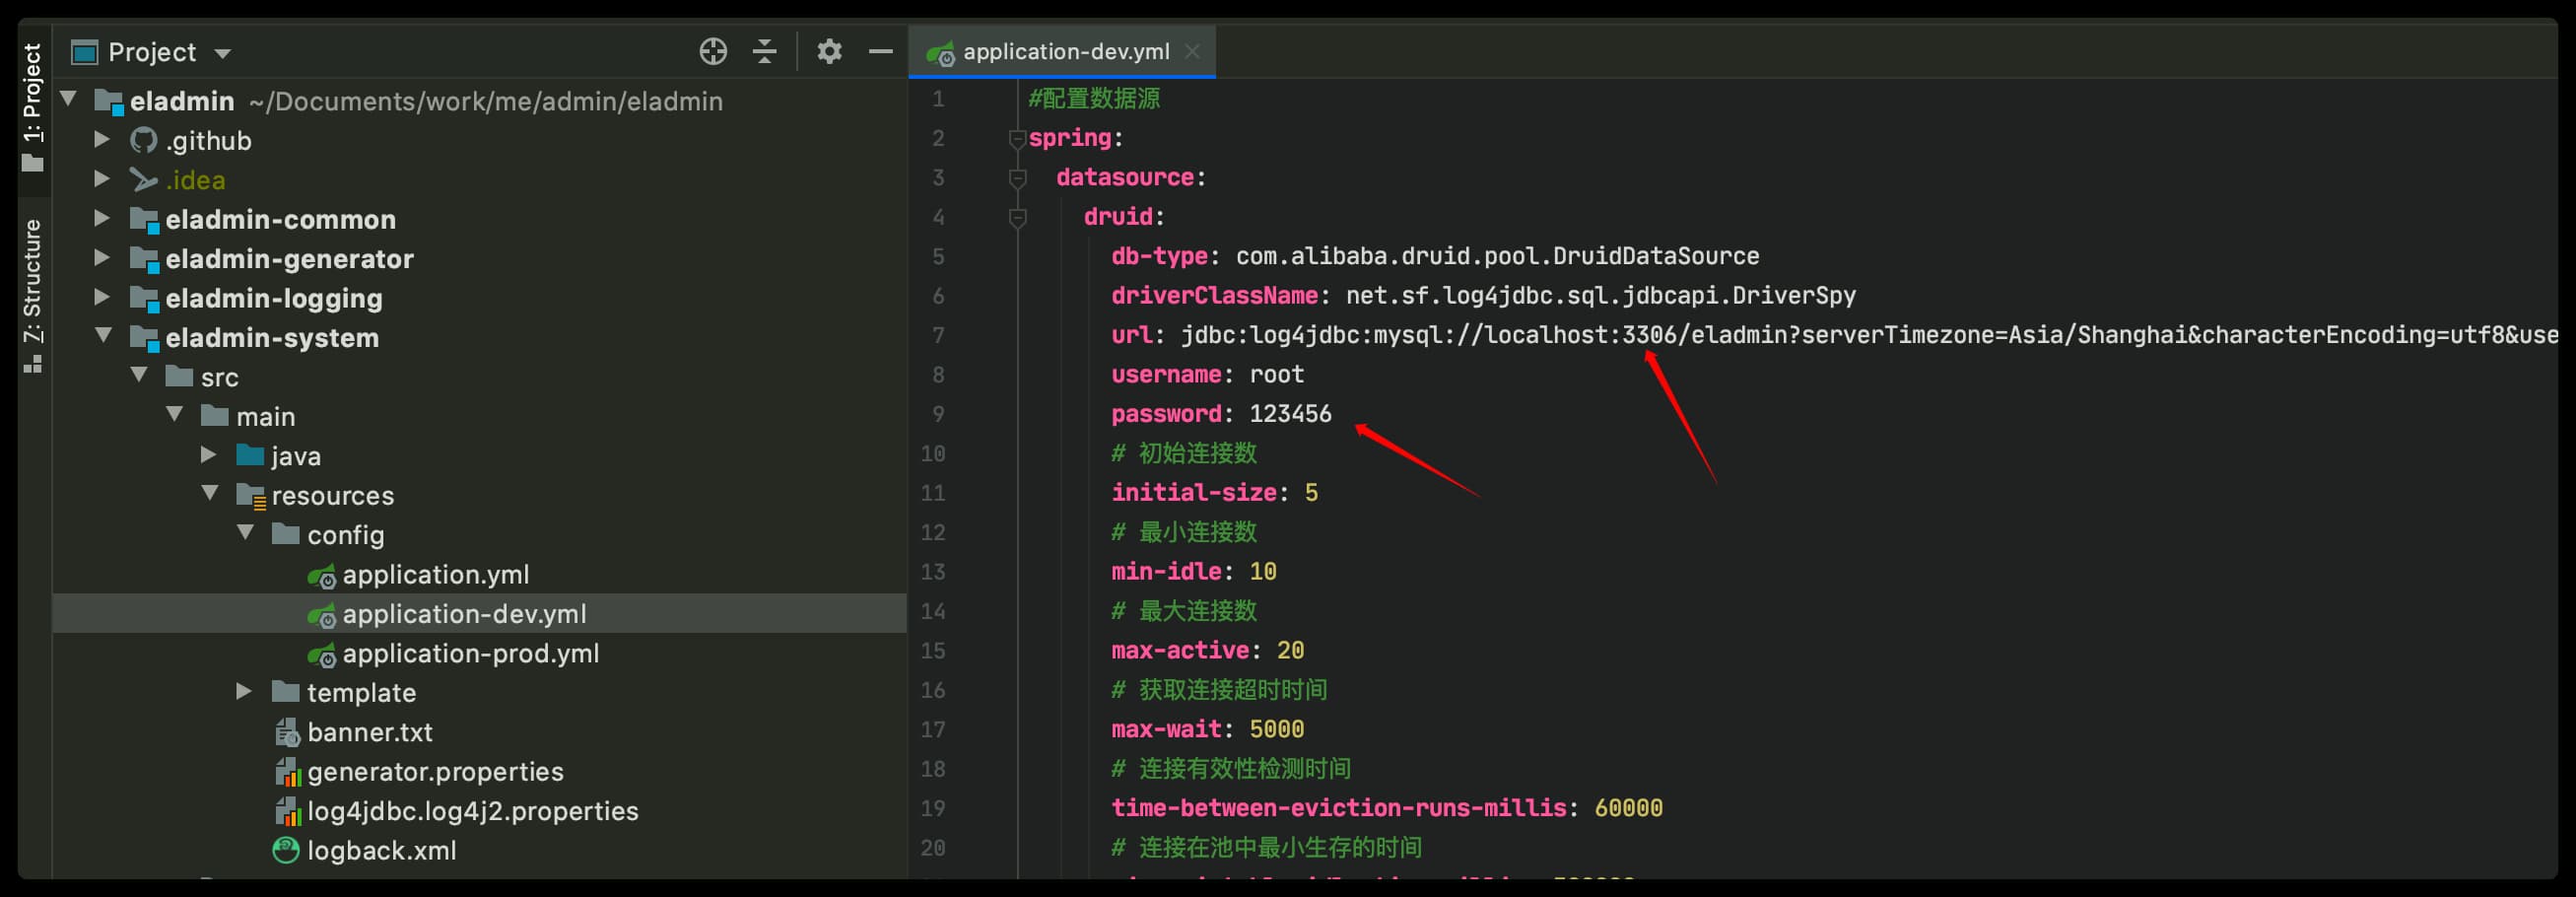 1: Project
Z: Structure
Project
eladmin ~/Documents/work/me/admin/eladmin
.github
.idea
eladmin-common
eladmin-generator
eladmin-logging
eladmin-system
src
main
java
resources
config
application.yml
application-dev.yml
application-prod.yml
template
banner.txt
generator.properties
log4jdbc.log4j2.properties
logback.xml
application-dev.yml
1 #配置数据源
2 spring:
3 datasource:
4 druid:
5 db-type: com.alibaba.druid.pool.DruidDataSource
6 driverClassName: net.sf.log4jdbc.sql.jdbcapi.DriverSpy
7 url: jdbc:log4jdbc:mysql://localhost:3306/eladmin?serverTimezone=Asia/Shanghai&characterEncoding=utf8&use
8 username: root
9 password: 123456
10 # 初始连接数
11 initial-size: 5
12 # 最小连接数
13 min-idle: 10
14 # 最大连接数
15 max-active: 20
16 # 获取连接超时时间
17 max-wait: 5000
18 # 连接有效性检测时间
19 time-between-eviction-runs-millis: 60000
20 # 连接在池中最小生存的时间